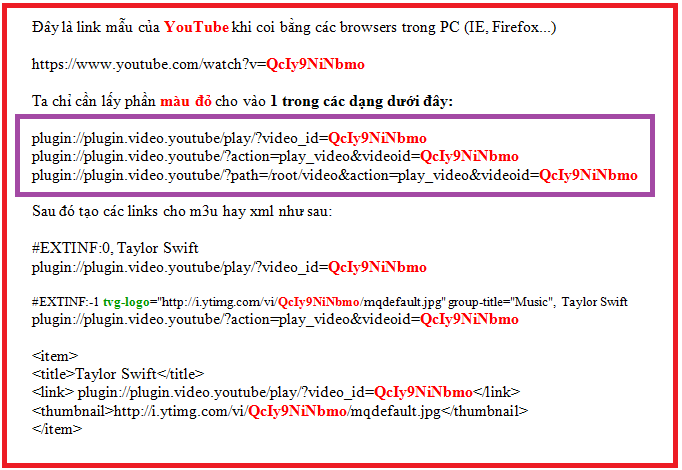 Đây là link mẫu của YouTube khi coi bằng các browsers trong PC (IE, Firefox...)
https://www.youtube.com/watch?v=QcIy9NiNbmo
Ta chỉ cần lấy phần màu đỏ cho vào 1 trong các dạng dưới đây:
plugin://plugin.video.youtube/play/?video_id=QcIy9NiNbmo
plugin://plugin.video.youtube/?action=play_video&videoid=QcIy9NiNbmo
plugin://plugin.video.youtube/?path=/root/video&action=play_video&videoid=QcIy9NiNbmo
Sau đó tạo các links cho m3u hay xml như sau:
#EXTINF:0, Taylor Swift
plugin://plugin.video.youtube/play/?video_id=QcIy9NiNbmo
#EXTINF:-1 tvg-logo="http://i.ytimg.com/vi/QcIy9NiNbmo/mqdefault.jpg" group-title="Music", Taylor Swift
plugin://plugin.video.youtube/?action=play_video&videoid=QcIy9NiNbmo
<item>
<title>Taylor Swift</title>
<link> plugin://plugin.video.youtube/play/?video_id=QcIy9NiNbmo</link>
<thumbnail>http://i.ytimg.com/vi/QcIy9NiNbmo/mqdefault.jpg</thumbnail>
</item>